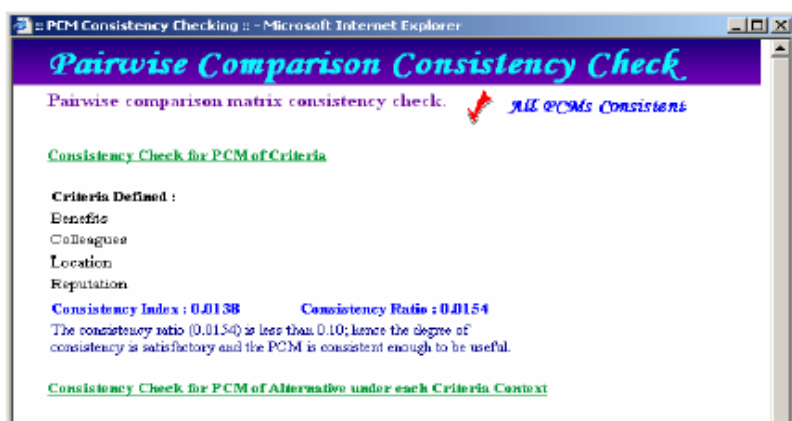 :: PCM Consistency Checking :: - Microsoft Internet Explorer
Pairwise Comparison Consistency Check
Pairwise comparison matrix consistency check.
All PCMs Consistent
Consistency Check for PCM of Criteria
Criteria Defined :
Benefits
Colleagues
Location
Reputation
Consistency Index : 0.0138 Consistency Ratio : 0.0154
The consistency ratio (0.0154) is less than 0.10; hence the degree of
consistency is satisfactory and the PCM is consistent enough to be useful.
Consistency Check for PCM of Alternative under each Criteria Context